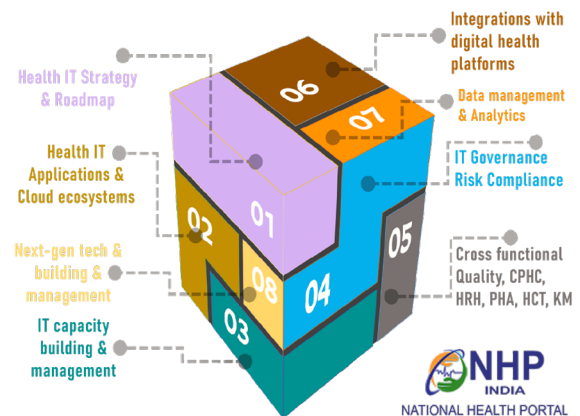 Integrations with
digital health
platforms
Health IT Strategy
& Roadmap
06
Data management
& Analytics
07
Health IT
Applications &
Cloud ecosystems
IT Governance
Risk Compliance
01
02
05
Next-gen tech &
building &
management
08
04
Cross functional
Quality, CPHC,
HRH, PHA, HCT, KM
IT capacity
building &
management
03
NHP
INDIA
NATIONAL HEALTH PORTAL